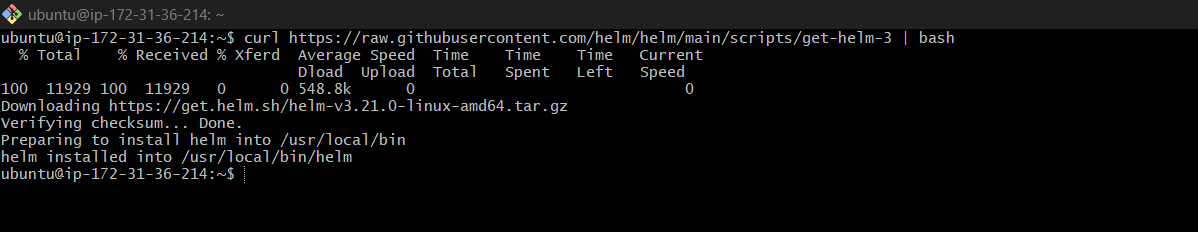 ubuntu@ip-172-31-36-214: ~
ubuntu@ip-172-31-36-214:~$ curl https://raw.githubusercontent.com/helm/helm/main/scripts/get-helm-3 | bash
  % Total    % Received % Xferd  Average Speed  Time    Time    Time   Current
                                 Dload  Upload  Total   Spent   Left   Speed
100  11929 100  11929   0      0 548.8k      0                              0
Downloading https://get.helm.sh/helm-v3.21.0-linux-amd64.tar.gz
Verifying checksum... Done.
Preparing to install helm into /usr/local/bin
helm installed into /usr/local/bin/helm
ubuntu@ip-172-31-36-214:~$